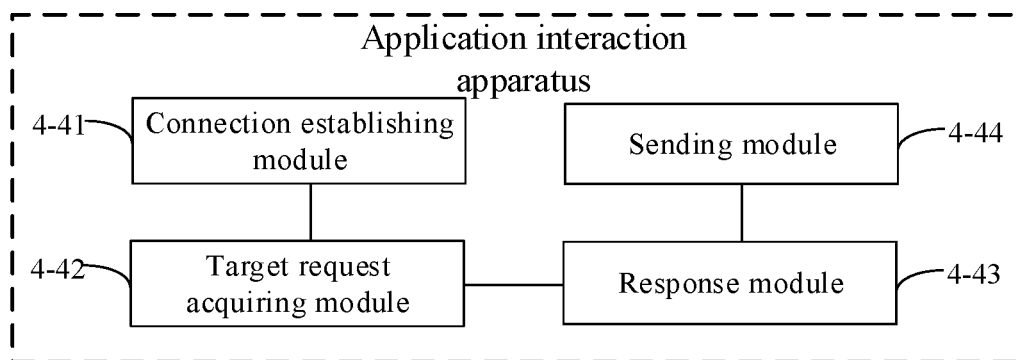 Application interaction
apparatus
4-41
Connection establishing
module
Sending module
4-44
4-42
Target request
acquiring module
Response module
4-43